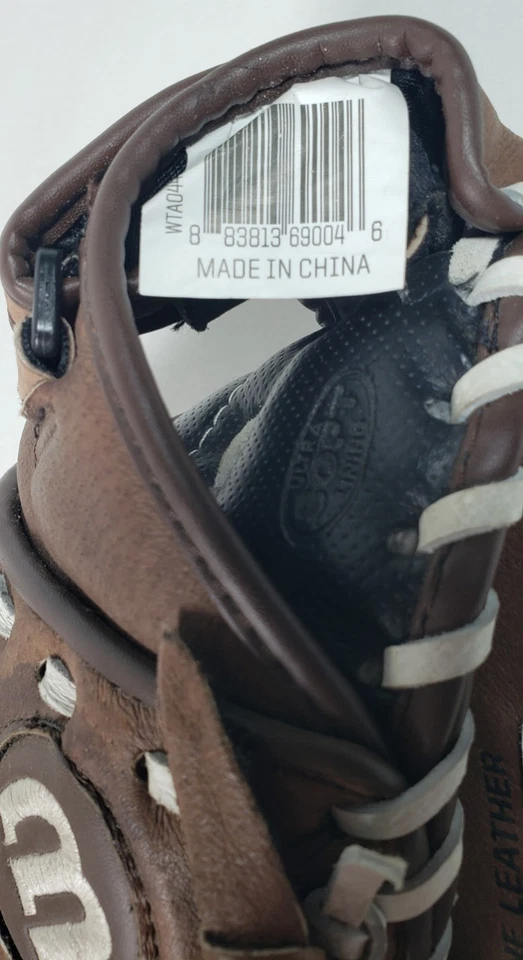 WTA04
8 83813 69004 6
MADE IN CHINA
ULTRA
SOFT
LINING
LEATHER